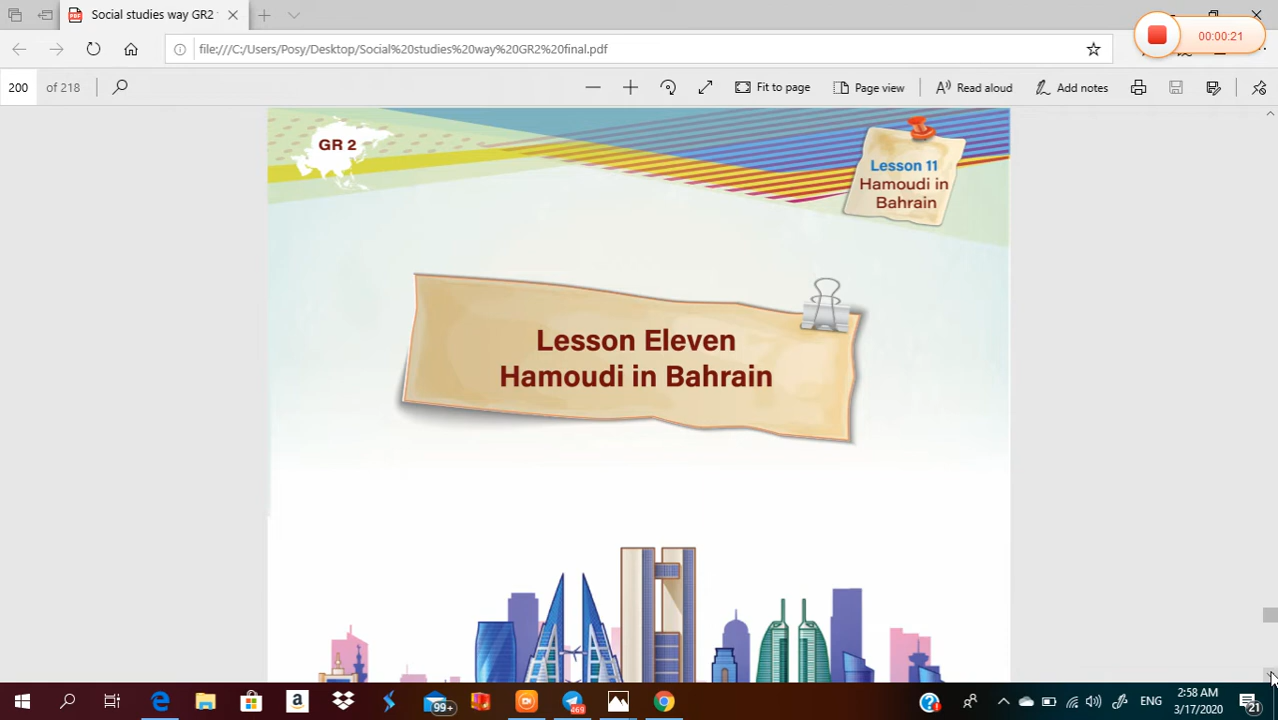 Social studies way GR2
file:///C:/Users/Posy/Desktop/Social%20studies%20way%20GR2%20final.pdf
00:00:21
200 of 218
Fit to page
Page view
Read aloud
Add notes
GR 2
Lesson 11
Hamoudi in
Bahrain
Lesson Eleven
Hamoudi in Bahrain
99+
469
ENG
2:58 AM
3/17/2020
21